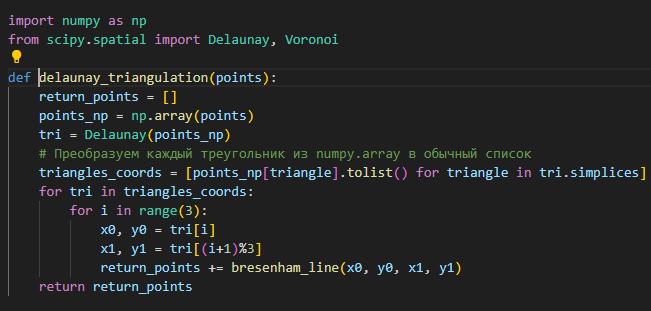 import numpy as np
from scipy.spatial import Delaunay, Voronoi
def delaunay_triangulation(points):
    return_points = []
    points_np = np.array(points)
    tri = Delaunay(points_np)
    # Преобразуем каждый треугольник из numpy.array в обычный список
    triangles_coords = [points_np[triangle].tolist() for triangle in tri.simplices]
    for tri in triangles_coords:
        for i in range(3):
            x0, y0 = tri[i]
            x1, y1 = tri[(i+1)%3]
            return_points += bresenham_line(x0, y0, x1, y1)
    return return_points